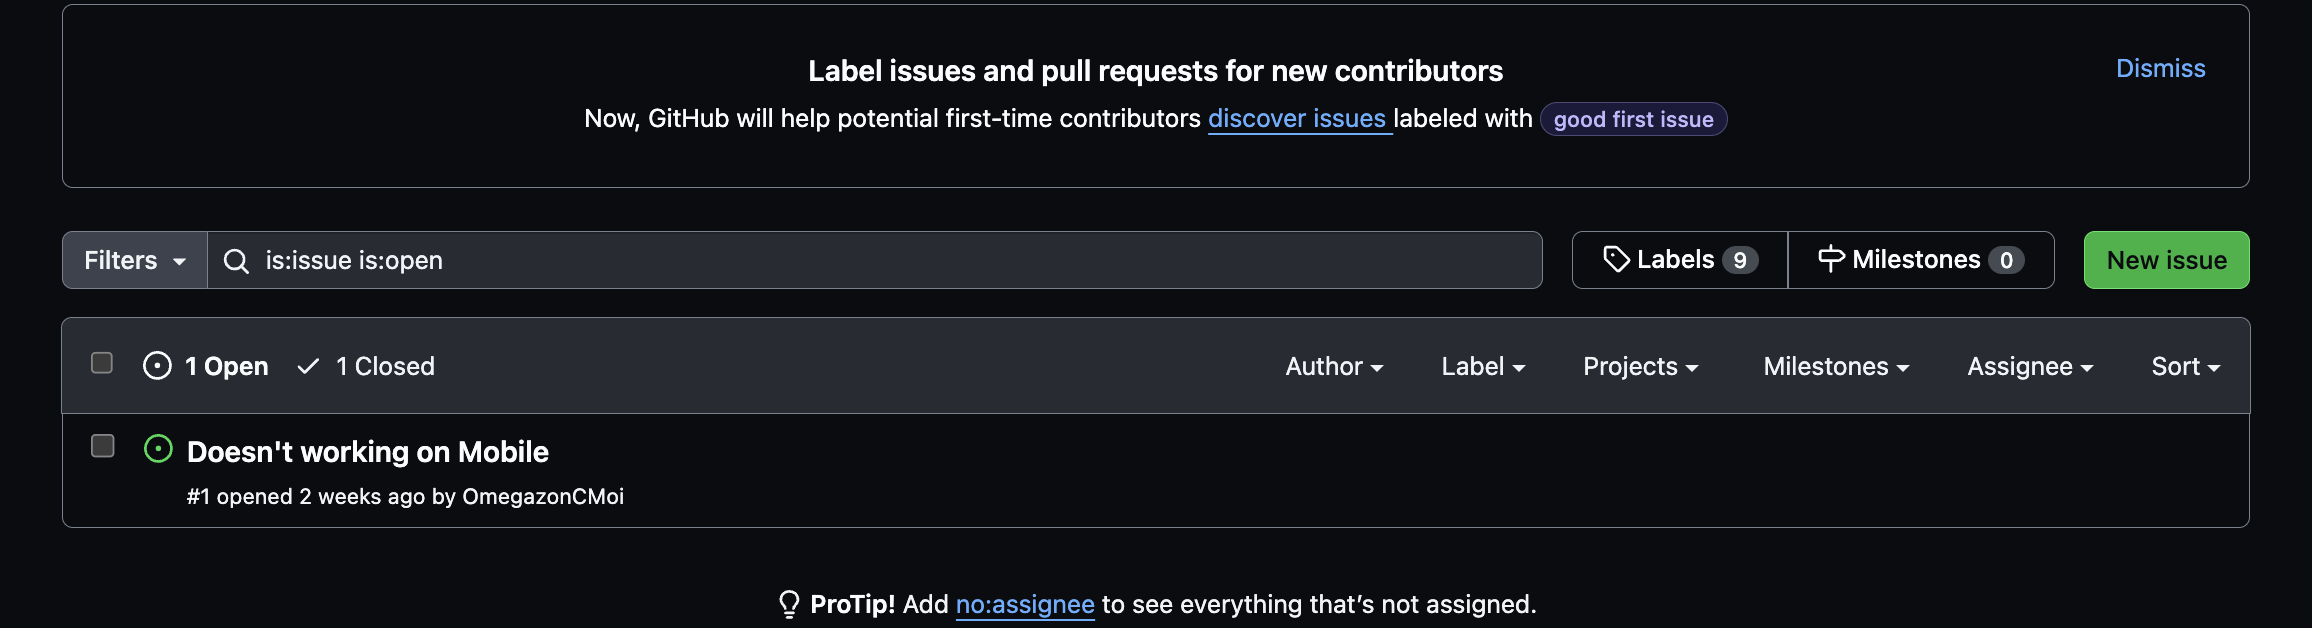 Label issues and pull requests for new contributors
Dismiss
Now, GitHub will help potential first-time contributors discover issues labeled with good first issue
Filters is:issue is:open Labels 9 Milestones 0 New issue
1 Open 1 Closed Author Label Projects Milestones Assignee Sort
Doesn't working on Mobile
#1 opened 2 weeks ago by OmegazonCMoi
ProTip! Add no:assignee to see everything that’s not assigned.